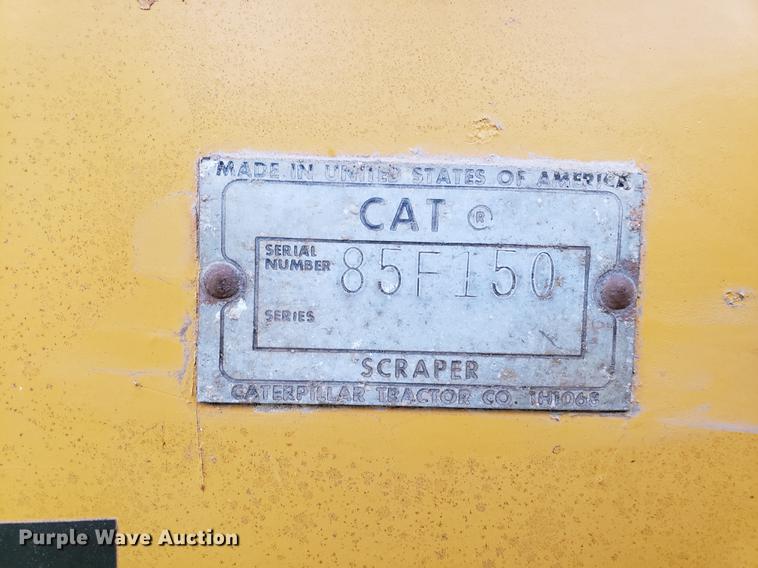 MADE IN UNITED STATES OF AMERICA
CAT ®
SERIAL NUMBER 85F150
SERIES
SCRAPER
CATERPILLAR TRACTOR CO. 1H1068
Purple Wave Auction